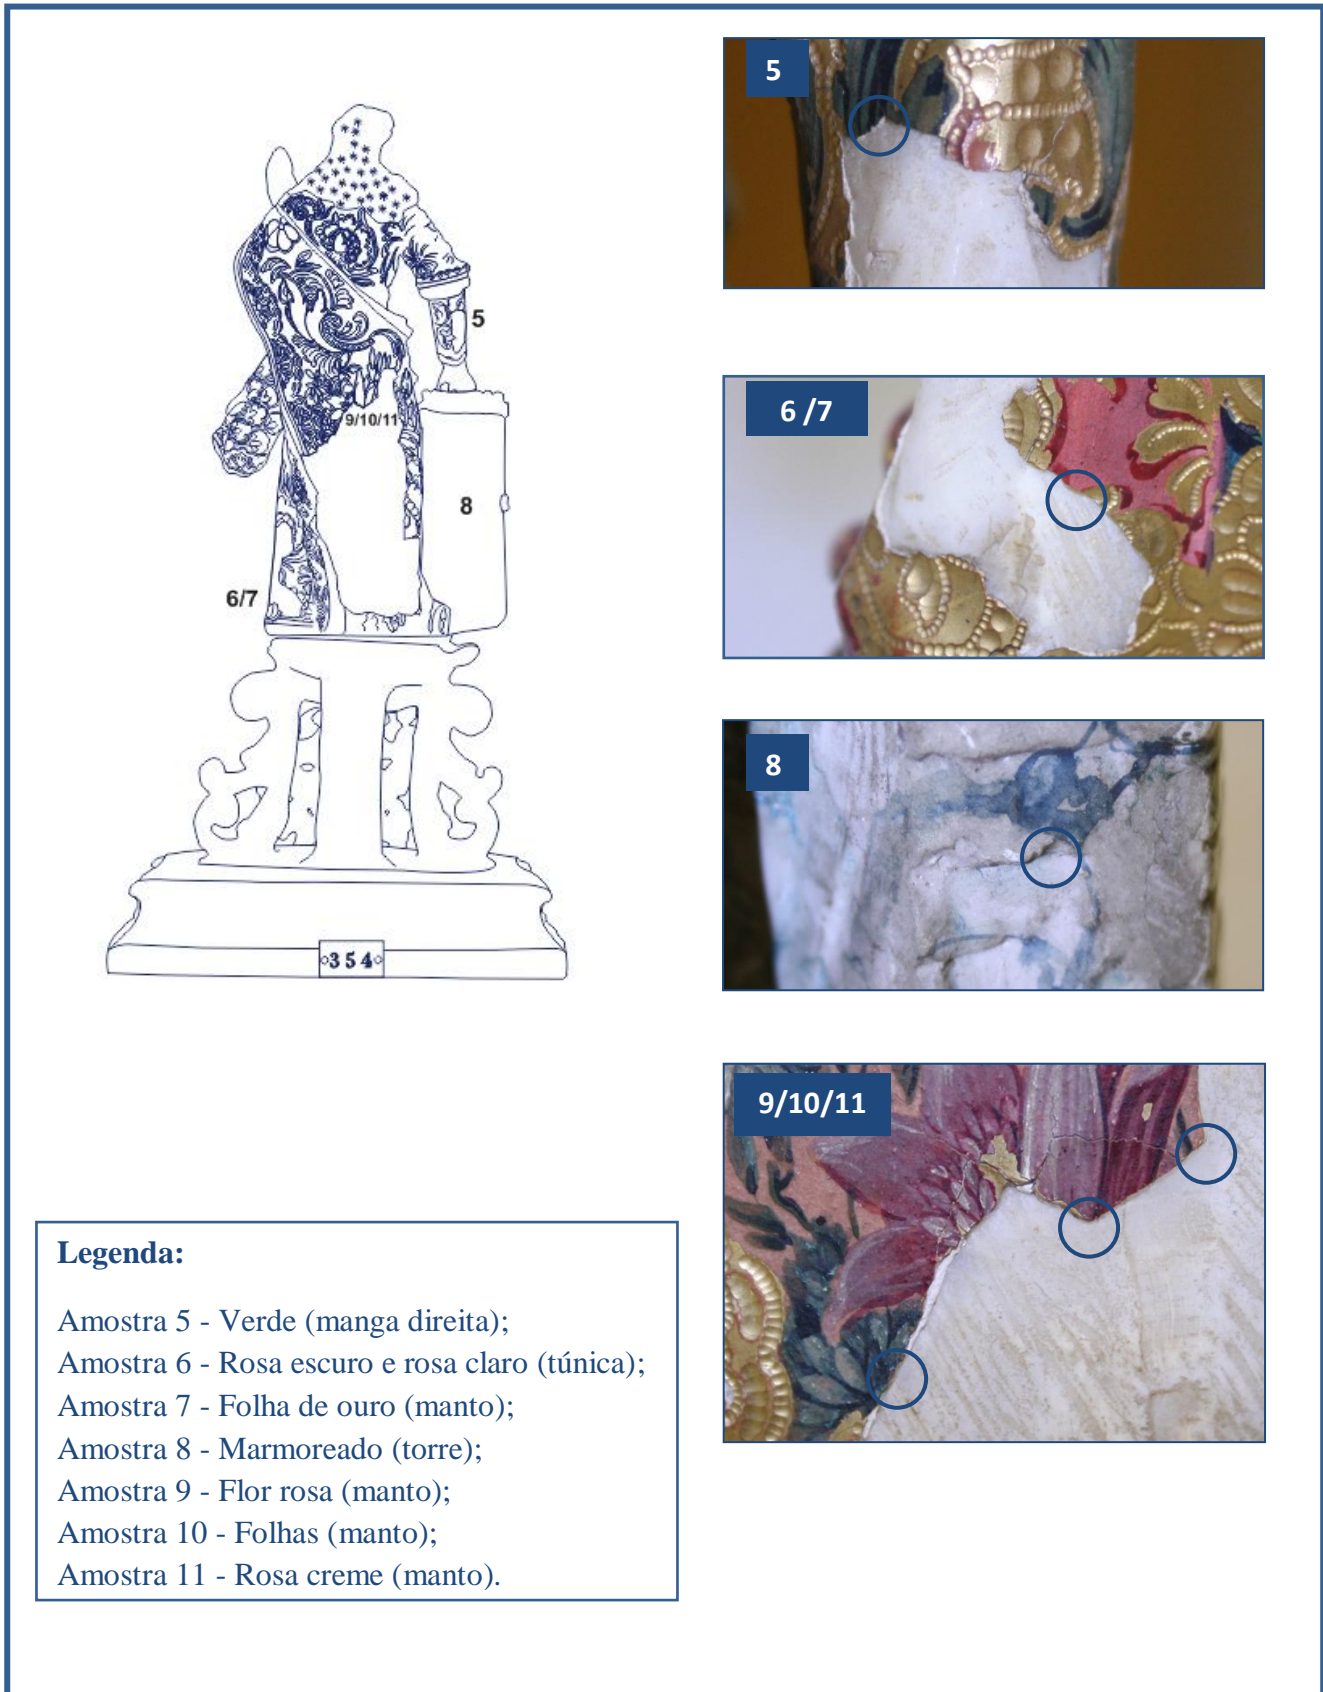 5
6/7
8
9/10/11
5
9/10/11
8
6/7
354
Legenda:
Amostra 5 - Verde (manga direita);
Amostra 6 - Rosa escuro e rosa claro (túnica);
Amostra 7 - Folha de ouro (manto);
Amostra 8 - Marmoreado (torre);
Amostra 9 - Flor rosa (manto);
Amostra 10 - Folhas (manto);
Amostra 11 - Rosa creme (manto).